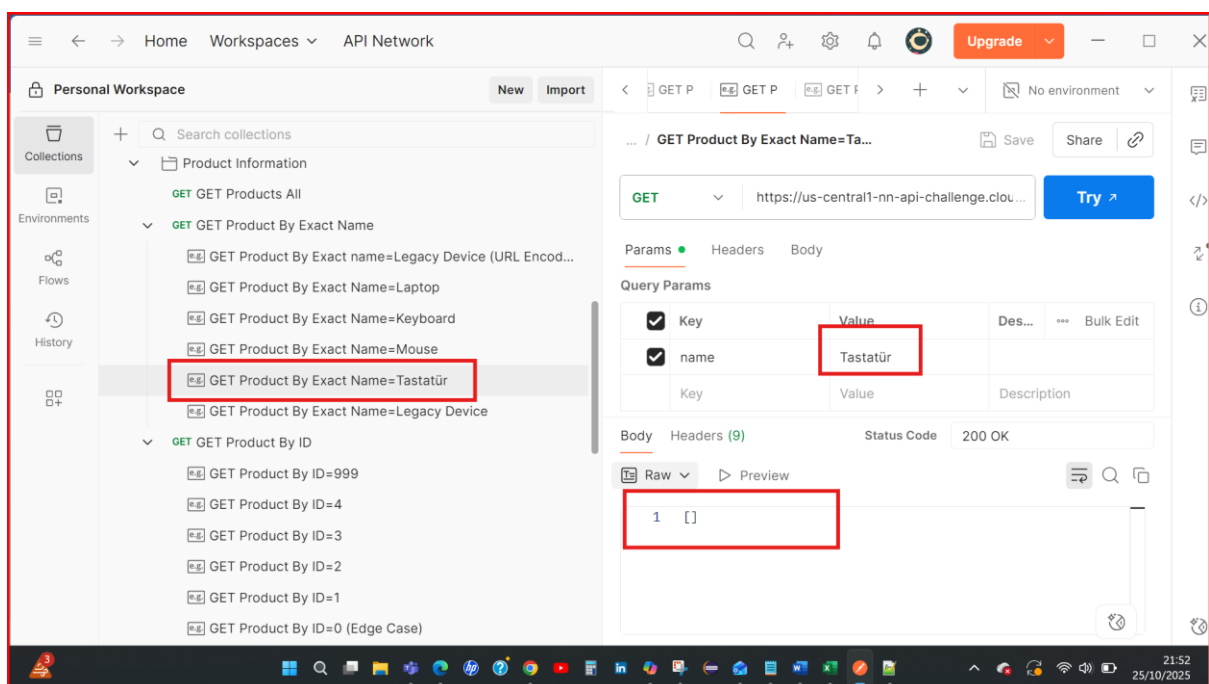 Home Workspaces API Network Upgrade
Personal Workspace New Import GET P GET P GET No environment
Collections
Environments
Flows
History
Search collections
Product Information
GET GET Products All
GET GET Product By Exact Name
e.g. GET Product By Exact name=Legacy Device (URL Encod...
e.g. GET Product By Exact Name=Laptop
e.g. GET Product By Exact Name=Keyboard
e.g. GET Product By Exact Name=Mouse
e.g. GET Product By Exact Name=Tastatür
e.g. GET Product By Exact Name=Legacy Device
GET GET Product By ID
e.g. GET Product By ID=999
e.g. GET Product By ID=4
e.g. GET Product By ID=3
e.g. GET Product By ID=2
e.g. GET Product By ID=1
e.g. GET Product By ID=0 (Edge Case)
... / GET Product By Exact Name=Ta... Save Share
GET https://us-central1-nn-api-challenge.clou... Try
Params Headers Body
Query Params
Key Value Des... Bulk Edit
name Tastatür
Key Value Description
Body Headers (9) Status Code 200 OK
Raw Preview
1 []
3
21:52
25/10/2025